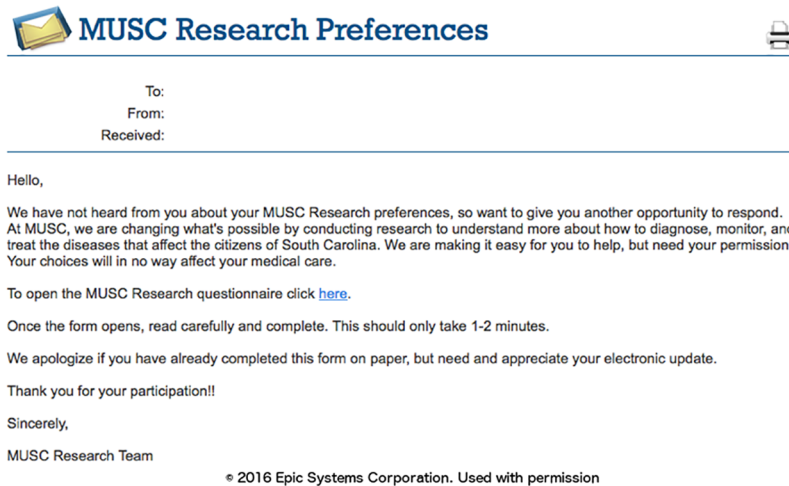 MUSC Research Preferences
To:
From:
Received:
Hello,
We have not heard from you about your MUSC Research preferences, so want to give you another opportunity to respond.
At MUSC, we are changing what's possible by conducting research to understand more about how to diagnose, monitor, and
treat the diseases that affect the citizens of South Carolina. We are making it easy for you to help, but need your permission
Your choices will in no way affect your medical care.
To open the MUSC Research questionnaire click here.
Once the form opens, read carefully and complete. This should only take 1-2 minutes.
We apologize if you have already completed this form on paper, but need and appreciate your electronic update.
Thank you for your participation!!
Sincerely,
MUSC Research Team
© 2016 Epic Systems Corporation. Used with permission